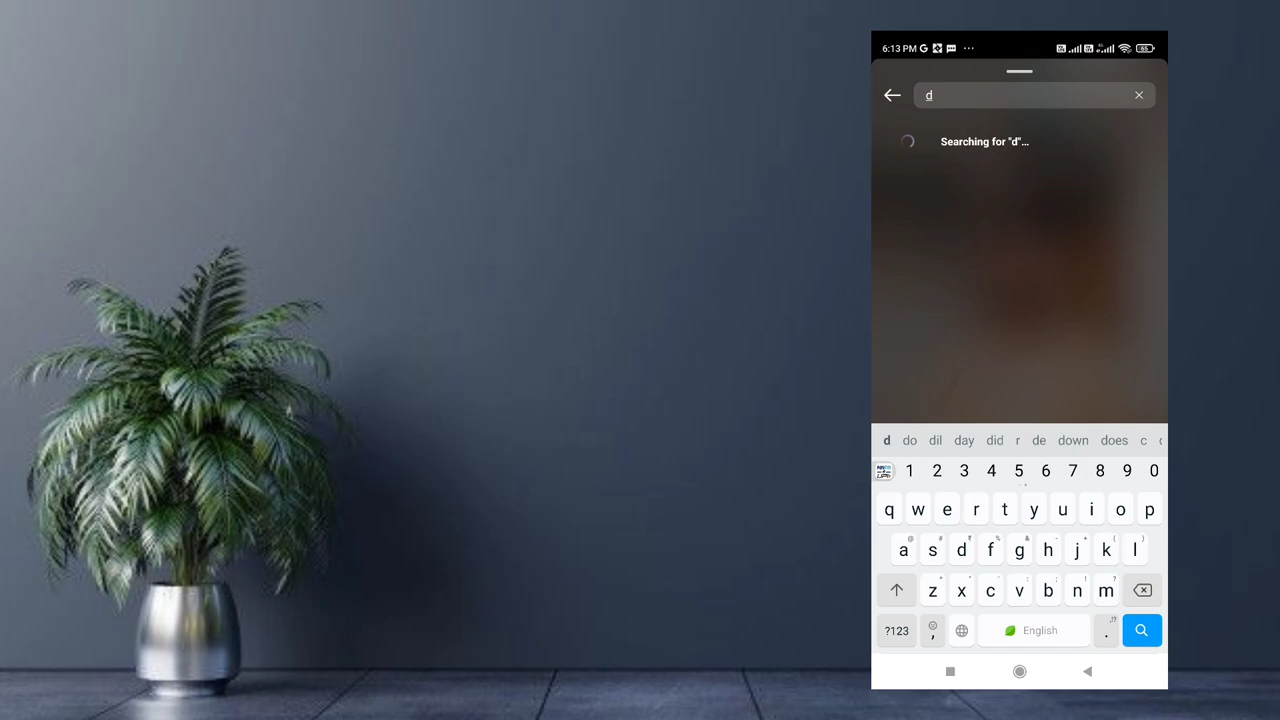 6:13 PM
d
Searching for "d"...
d do dil day did r de down does c
1 2 3 4 5 6 7 8 9 0
q w e r t y u i o p
a s d f g h j k l
z x c v b n m
?123 , English .